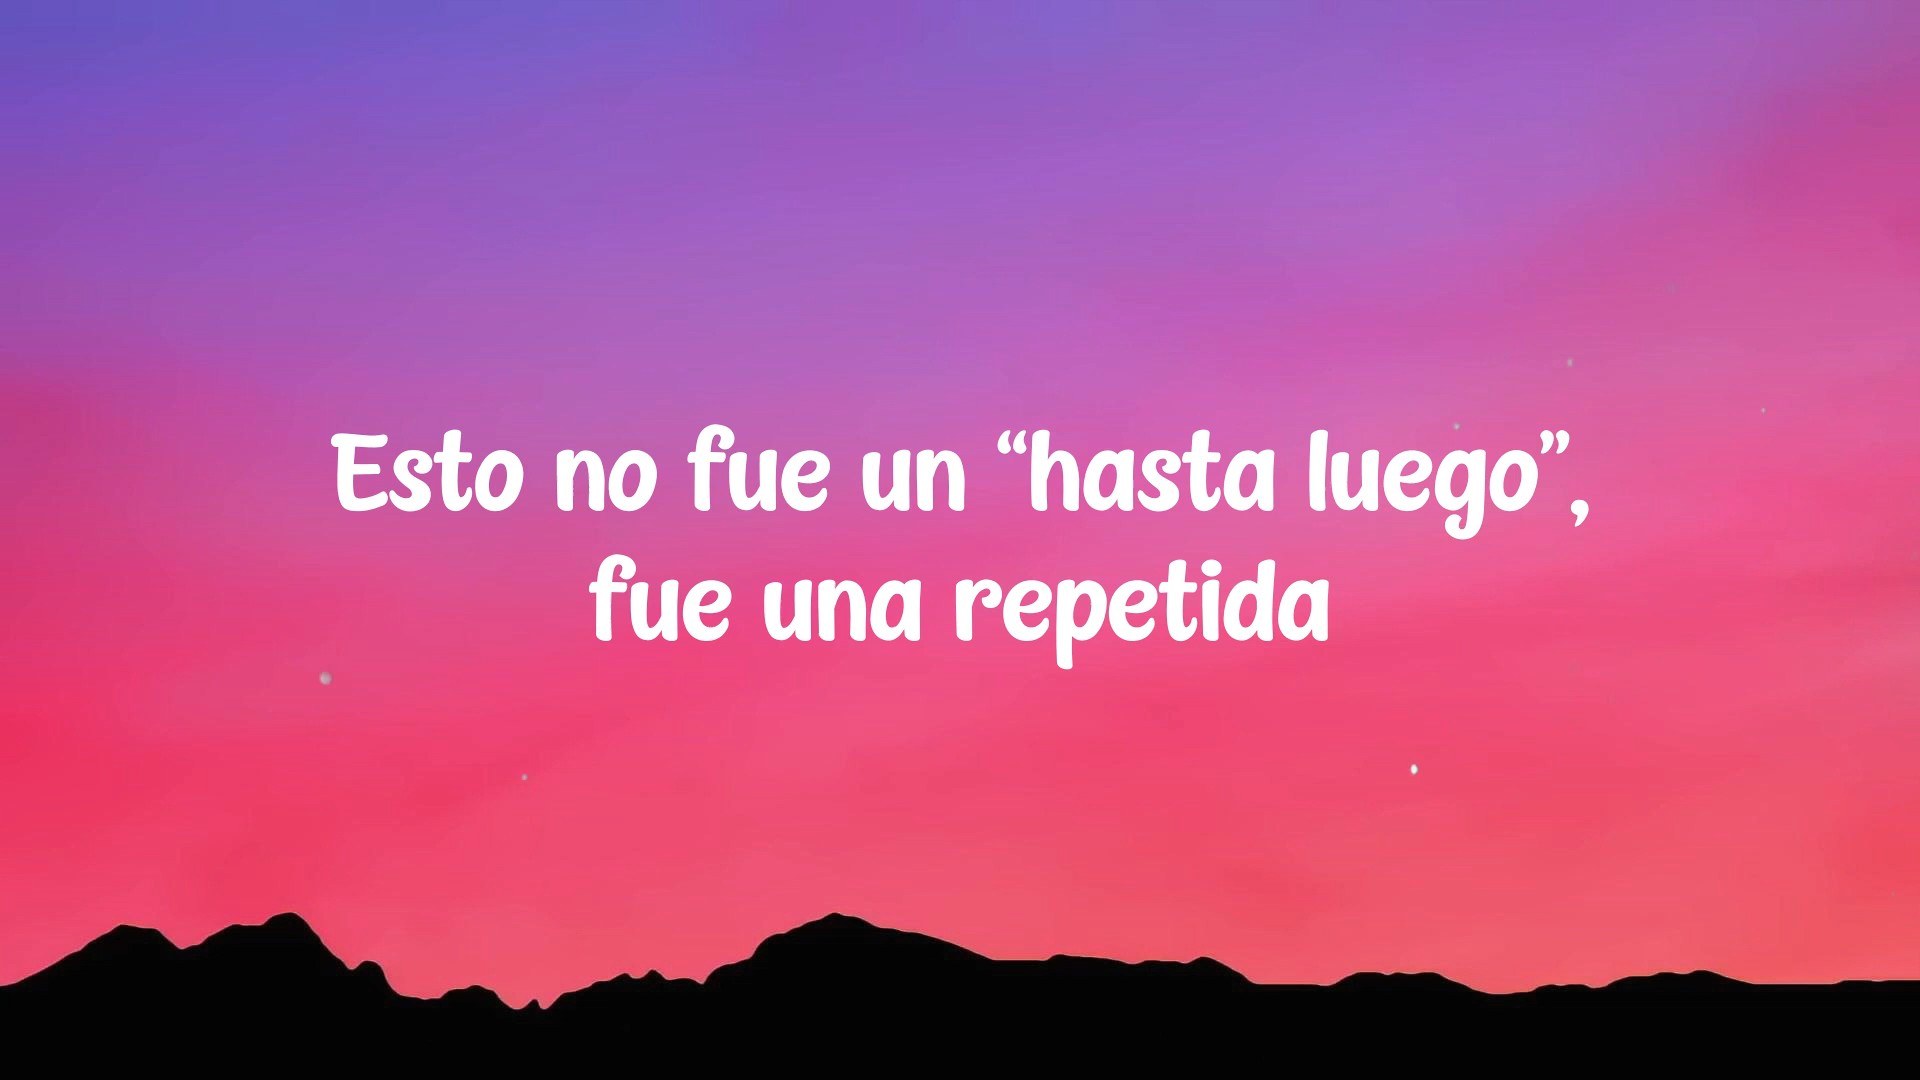 Esto no fue un “hasta luego”,
fue una repetida